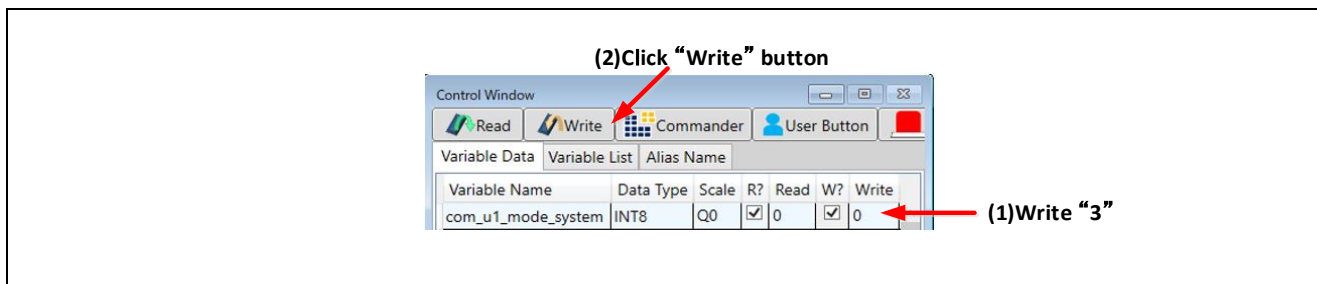 (2)Click “Write” button
Control Window
Read Write Commander User Button
Variable Data Variable List Alias Name
Variable Name Data Type Scale R? Read W? Write
com_u1_mode_system INT8 Q0 0 0
(1)Write “3”